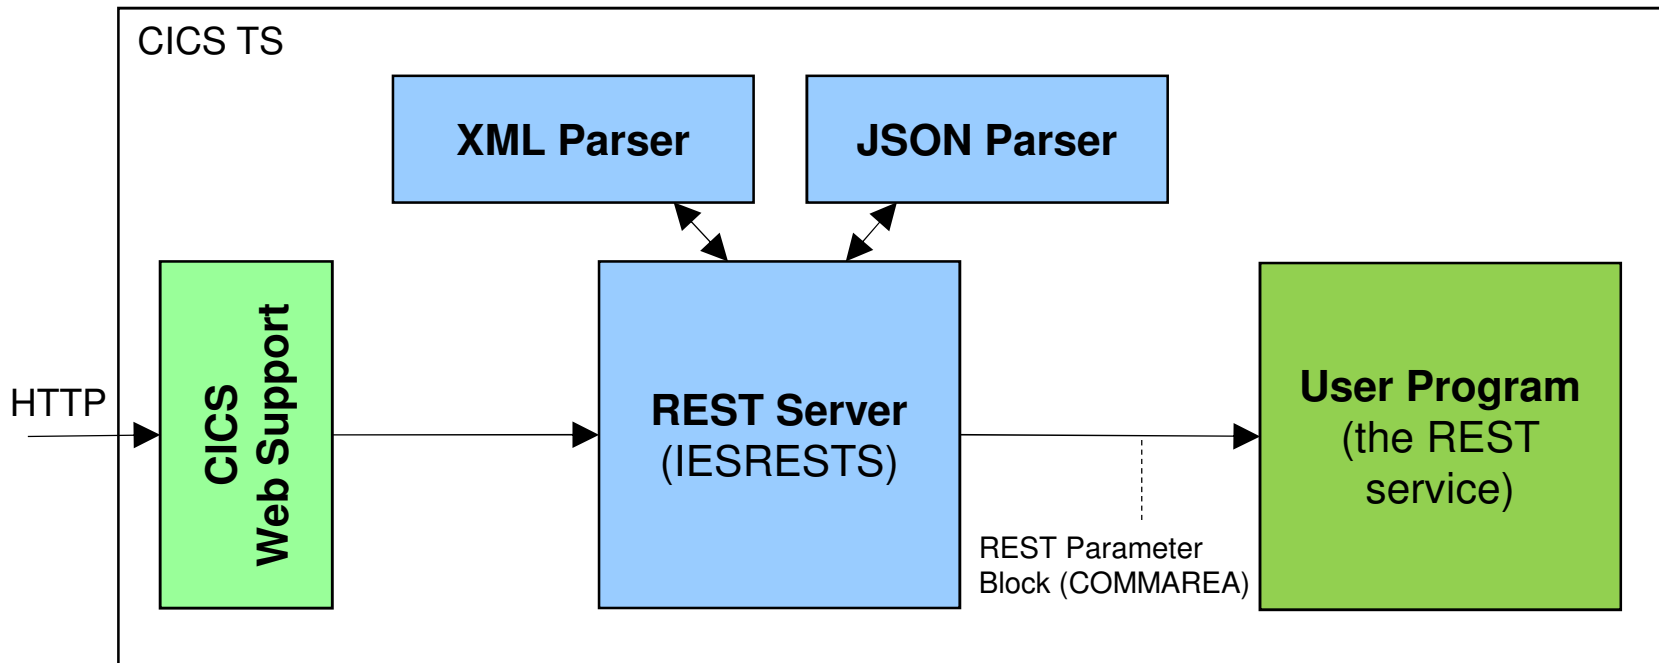 CICS TS
XML Parser
JSON Parser
HTTP
CICS
Web Support
REST Server
(IESRESTS)
REST Parameter
Block (COMMAREA)
User Program
(the REST
service)